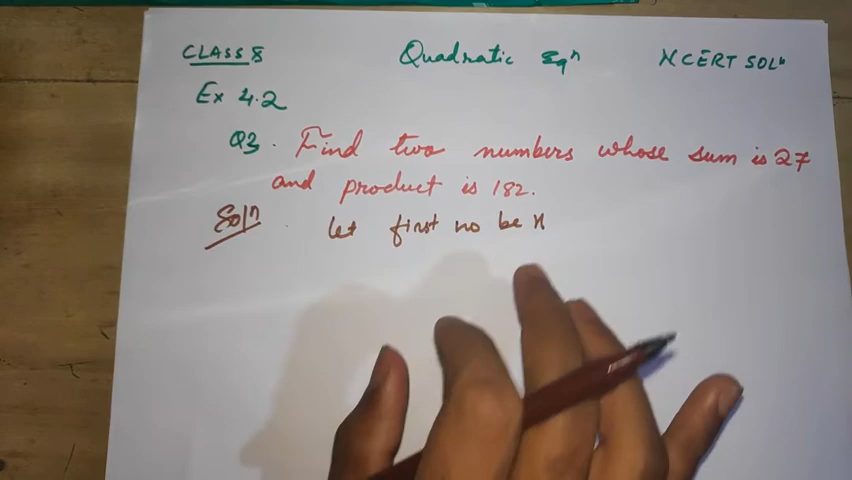 CLASS 8 Quadratic Eqn NCERT SOLn
Ex 4.2
Q3. Find two numbers whose sum is 27
and product is 182.
Soln. let first no be x